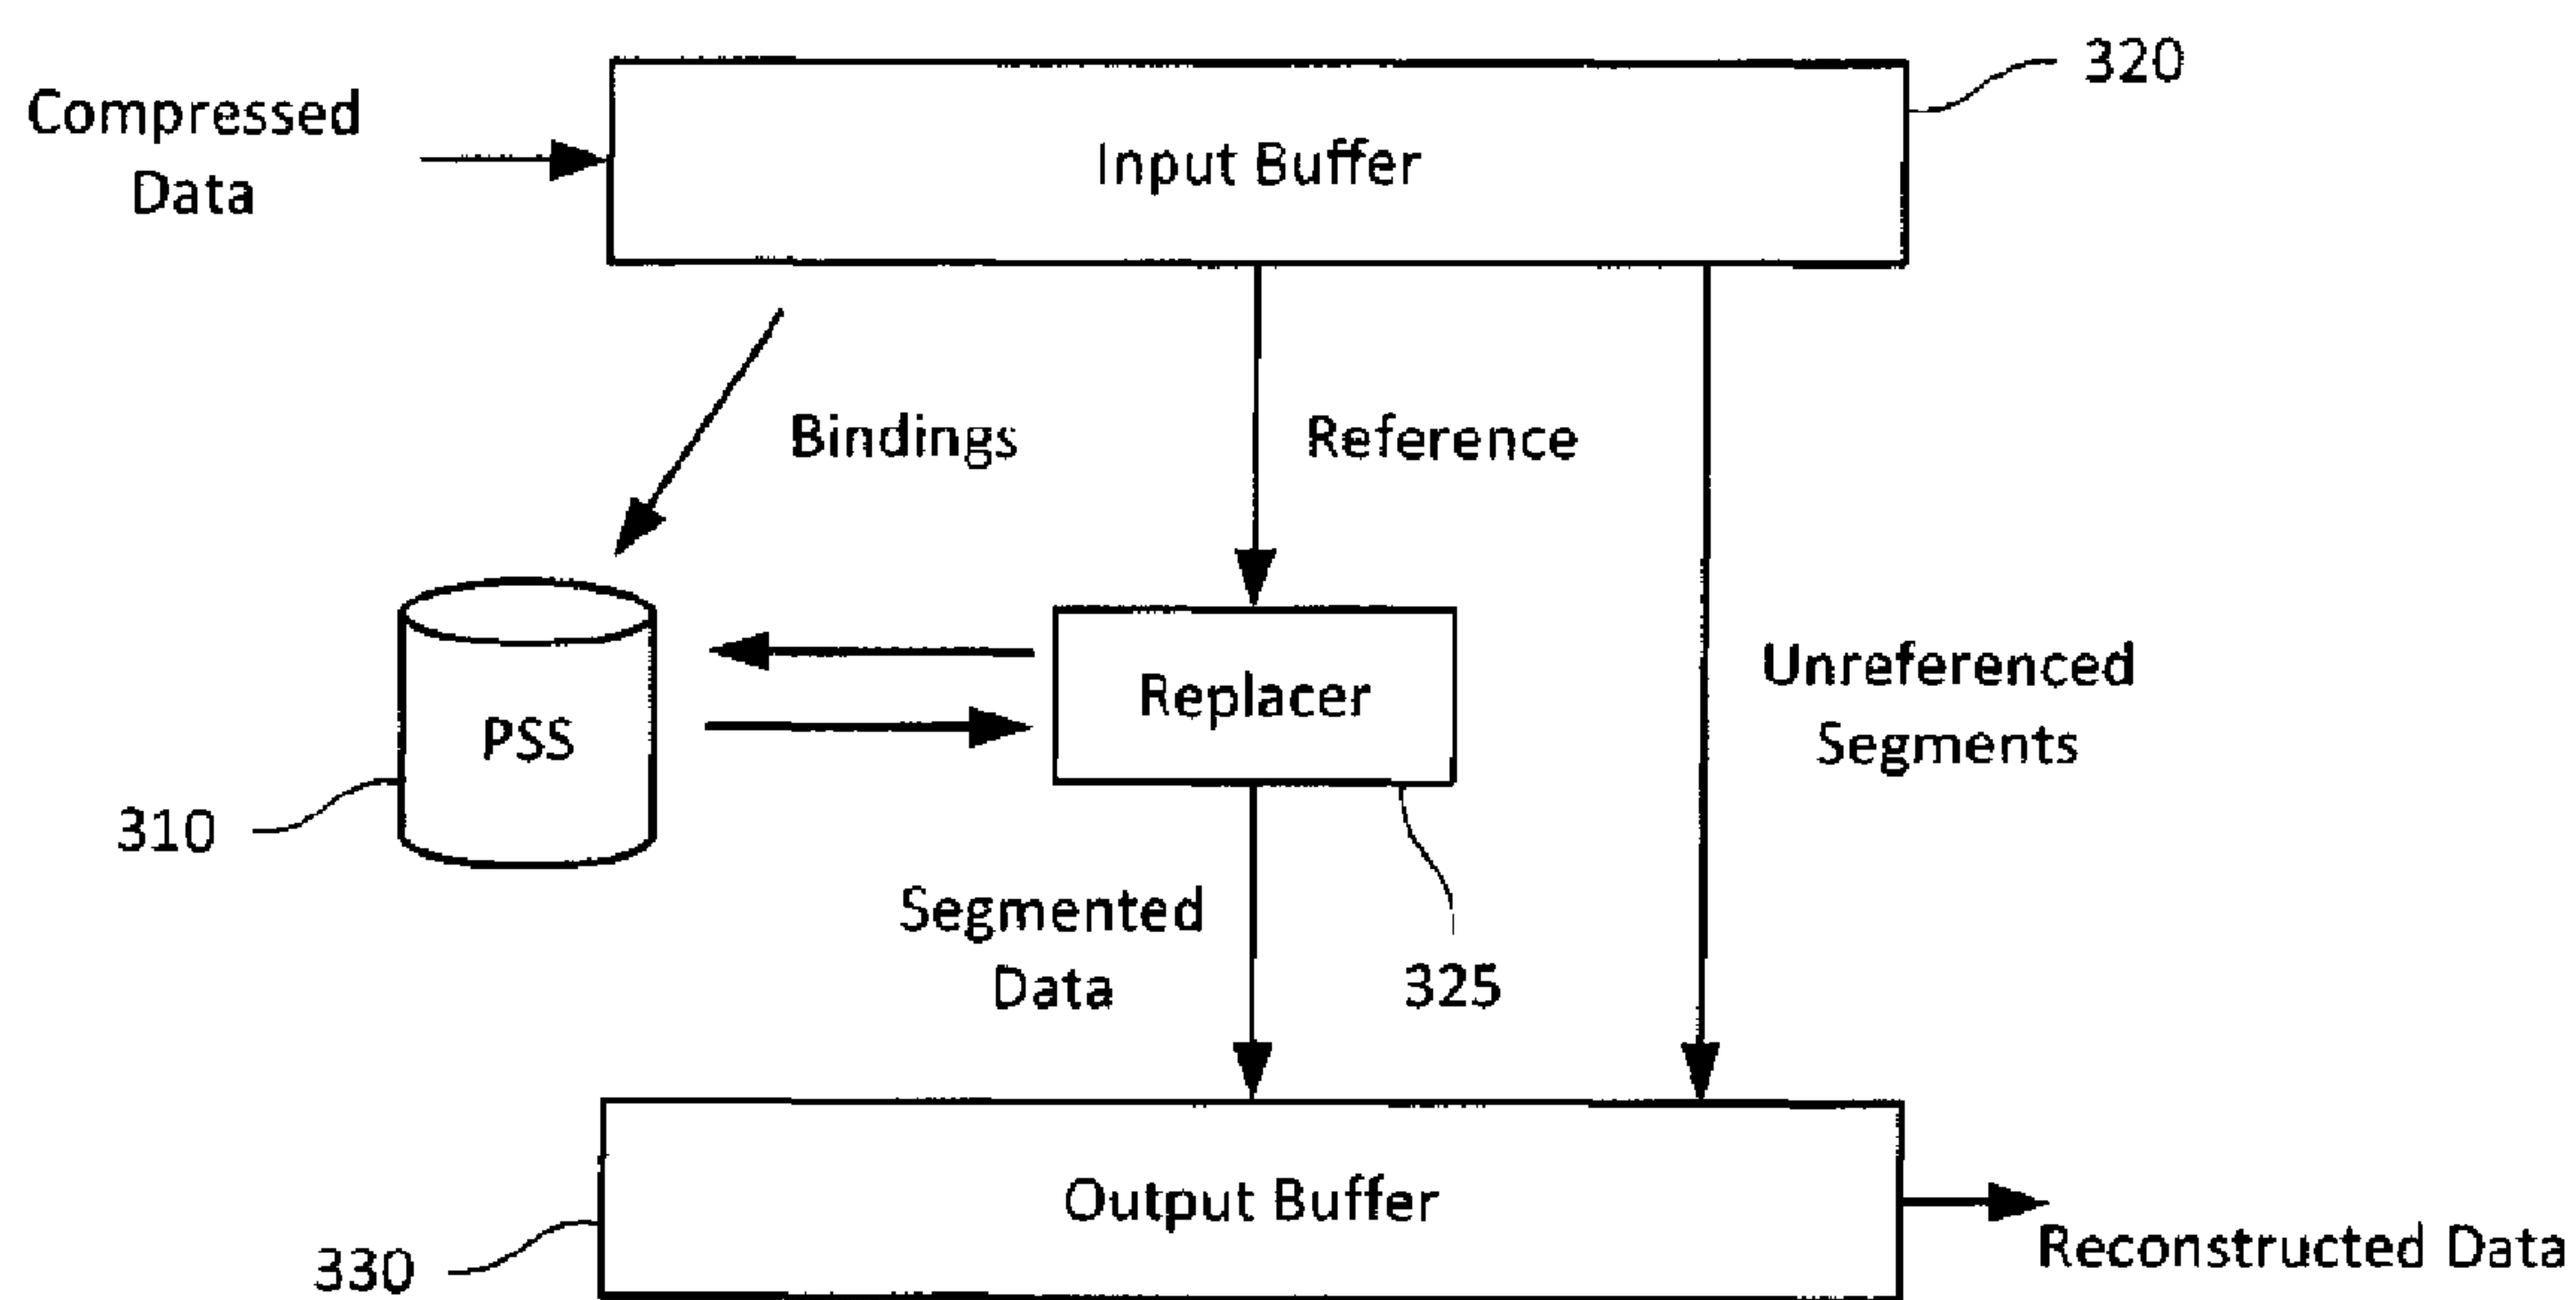 320
Compressed
Data
Input Buffer
Bindings
Reference
Unreferenced
Segments
Replacer
PSS
310
Segmented
Data
325
Output Buffer
330
Reconstructed Data